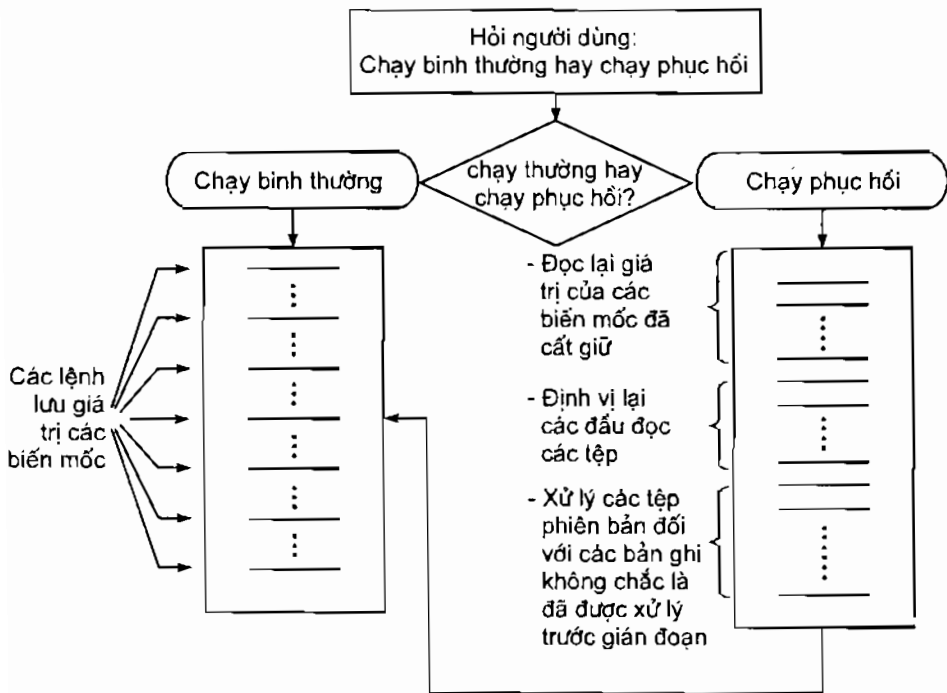 Hỏi người dùng:
Chạy bình thường hay chạy phục hồi
chạy thường hay
chạy phục hồi?
Chạy bình thường
Chạy phục hồi
Các lệnh
lưu giá
trị các
biến mốc
- Đọc lại giá
trị của các
biến mốc đã
cất giữ
- Định vị lại
các đầu đọc
các tệp
- Xử lý các tệp
phiên bản đối
với các bản ghi
không chắc là
đã được xử lý
trước gián đoạn